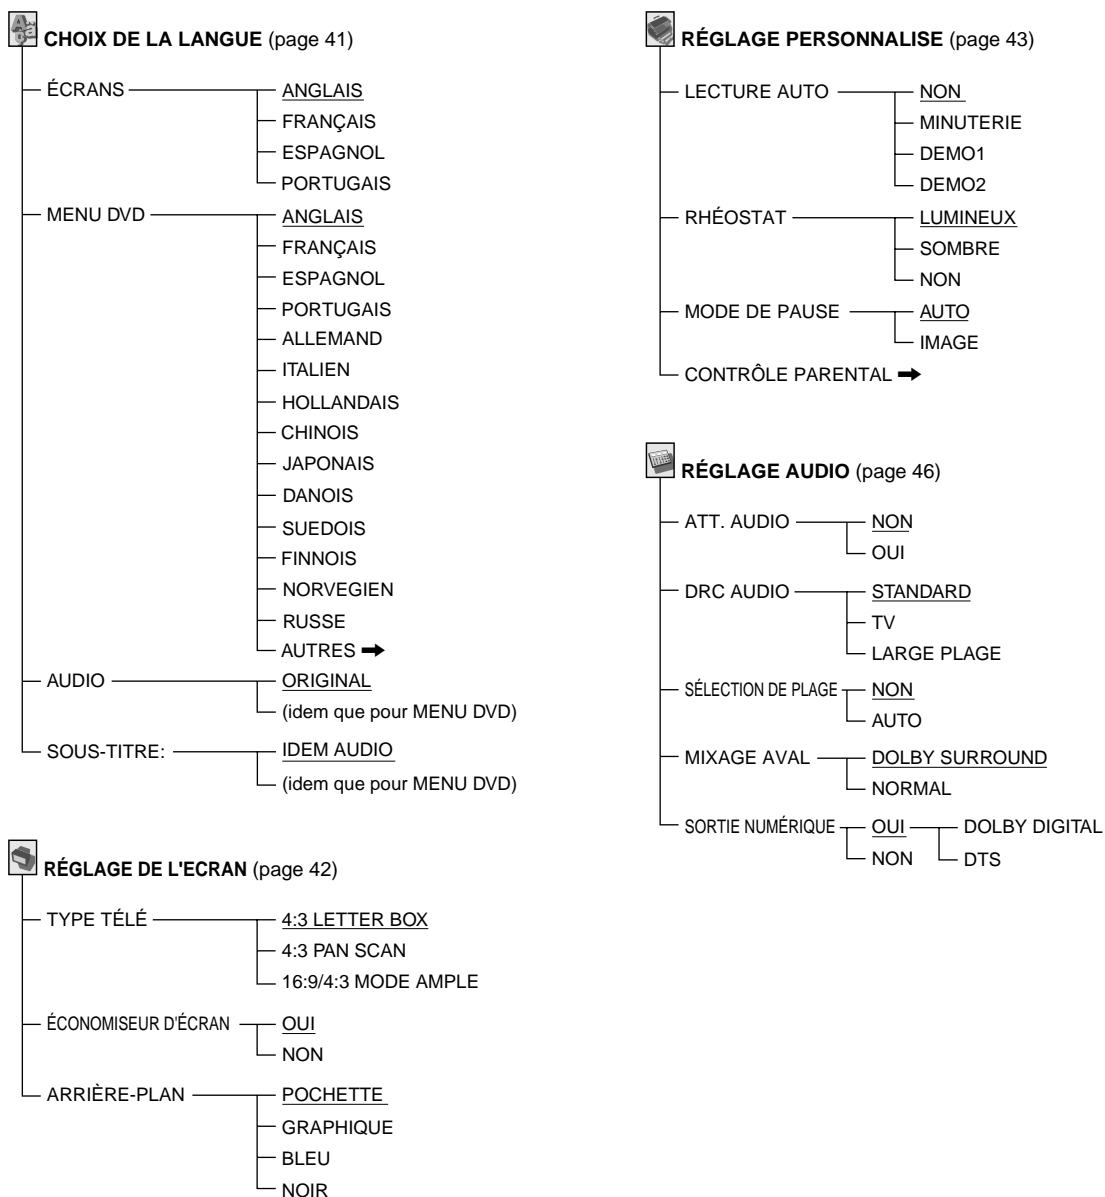 CHOIX DE LA LANGUE (page 41)
ÉCRANS
ANGLAIS
FRANÇAIS
ESPAGNOL
PORTUGAIS
MENU DVD
ANGLAIS
FRANÇAIS
ESPAGNOL
PORTUGAIS
ALLEMAND
ITALIEN
HOLLANDAIS
CHINOIS
JAPONAIS
DANOIS
SUEDOIS
FINNOIS
NORVEGIEN
RUSSE
AUTRES ➡
AUDIO
ORIGINAL
(idem que pour MENU DVD)
SOUS-TITRE:
IDEM AUDIO
(idem que pour MENU DVD)
RÉGLAGE DE L'ECRAN (page 42)
TYPE TÉLÉ
4:3 LETTER BOX
4:3 PAN SCAN
16:9/4:3 MODE AMPLE
ÉCONOMISEUR D'ÉCRAN
OUI
NON
ARRIÈRE-PLAN
POCHETTE
GRAPHIQUE
BLEU
NOIR
RÉGLAGE PERSONNALISE (page 43)
LECTURE AUTO
NON
MINUTERIE
DEMO1
DEMO2
RHÉOSTAT
LUMINEUX
SOMBRE
NON
MODE DE PAUSE
AUTO
IMAGE
CONTRÔLE PARENTAL ➡
RÉGLAGE AUDIO (page 46)
ATT. AUDIO
NON
OUI
DRC AUDIO
STANDARD
TV
LARGE PLAGE
SÉLECTION DE PLAGE
NON
AUTO
MIXAGE AVAL
DOLBY SURROUND
NORMAL
SORTIE NUMÉRIQUE
OUI
NON
DOLBY DIGITAL
DTS